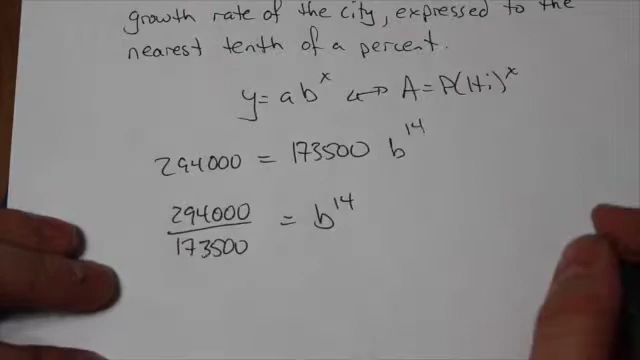 growth rate of the city, expressed to the
nearest tenth of a percent.
y = ab^x ↔ A = P(1+i)^x
294000 = 173500 b^14
294000/173500 = b^14